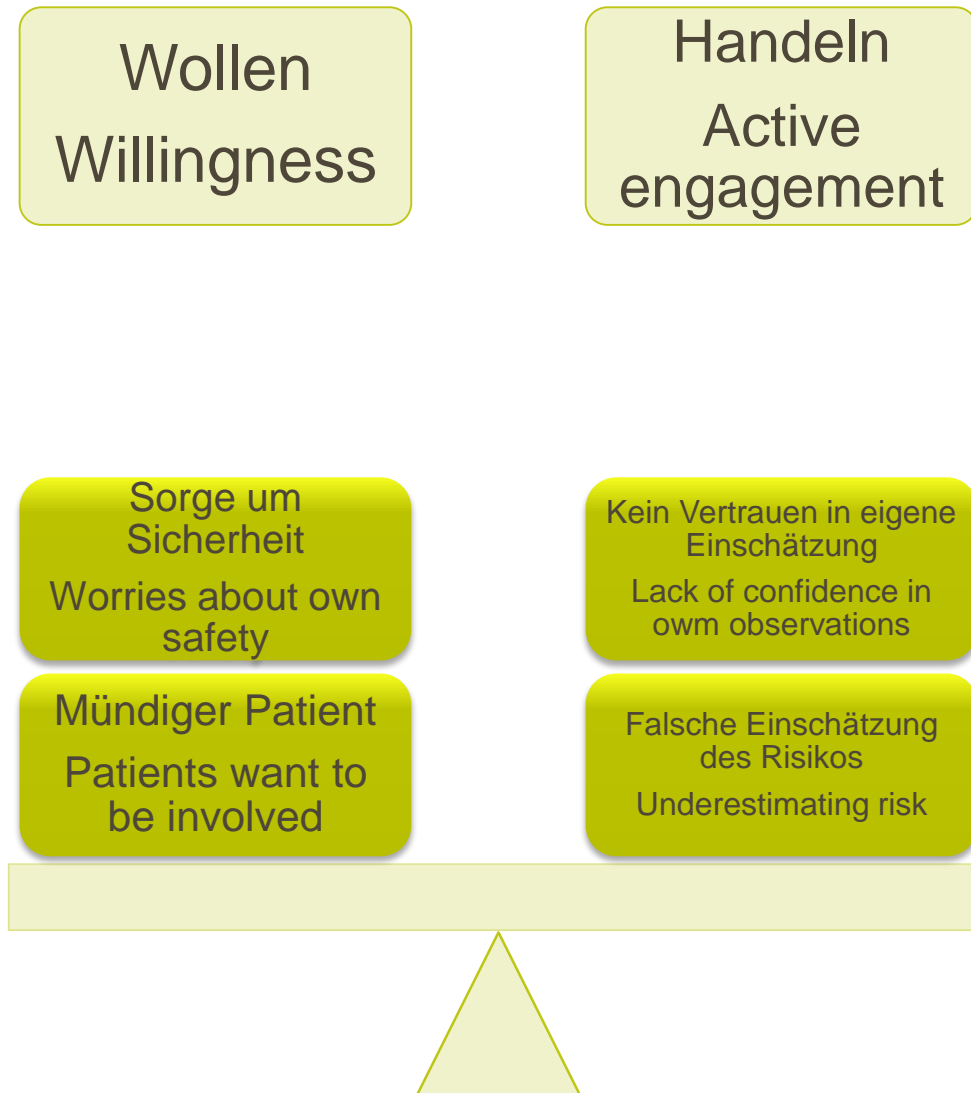 Wollen
Willingness
Handeln
Active
engagement
Sorge um
Sicherheit
Worries about own
safety
Kein Vertrauen in eigene
Einschätzung
Lack of confidence in
owm observations
Mündiger Patient
Patients want to
be involved
Falsche Einschätzung
des Risikos
Underestimating risk